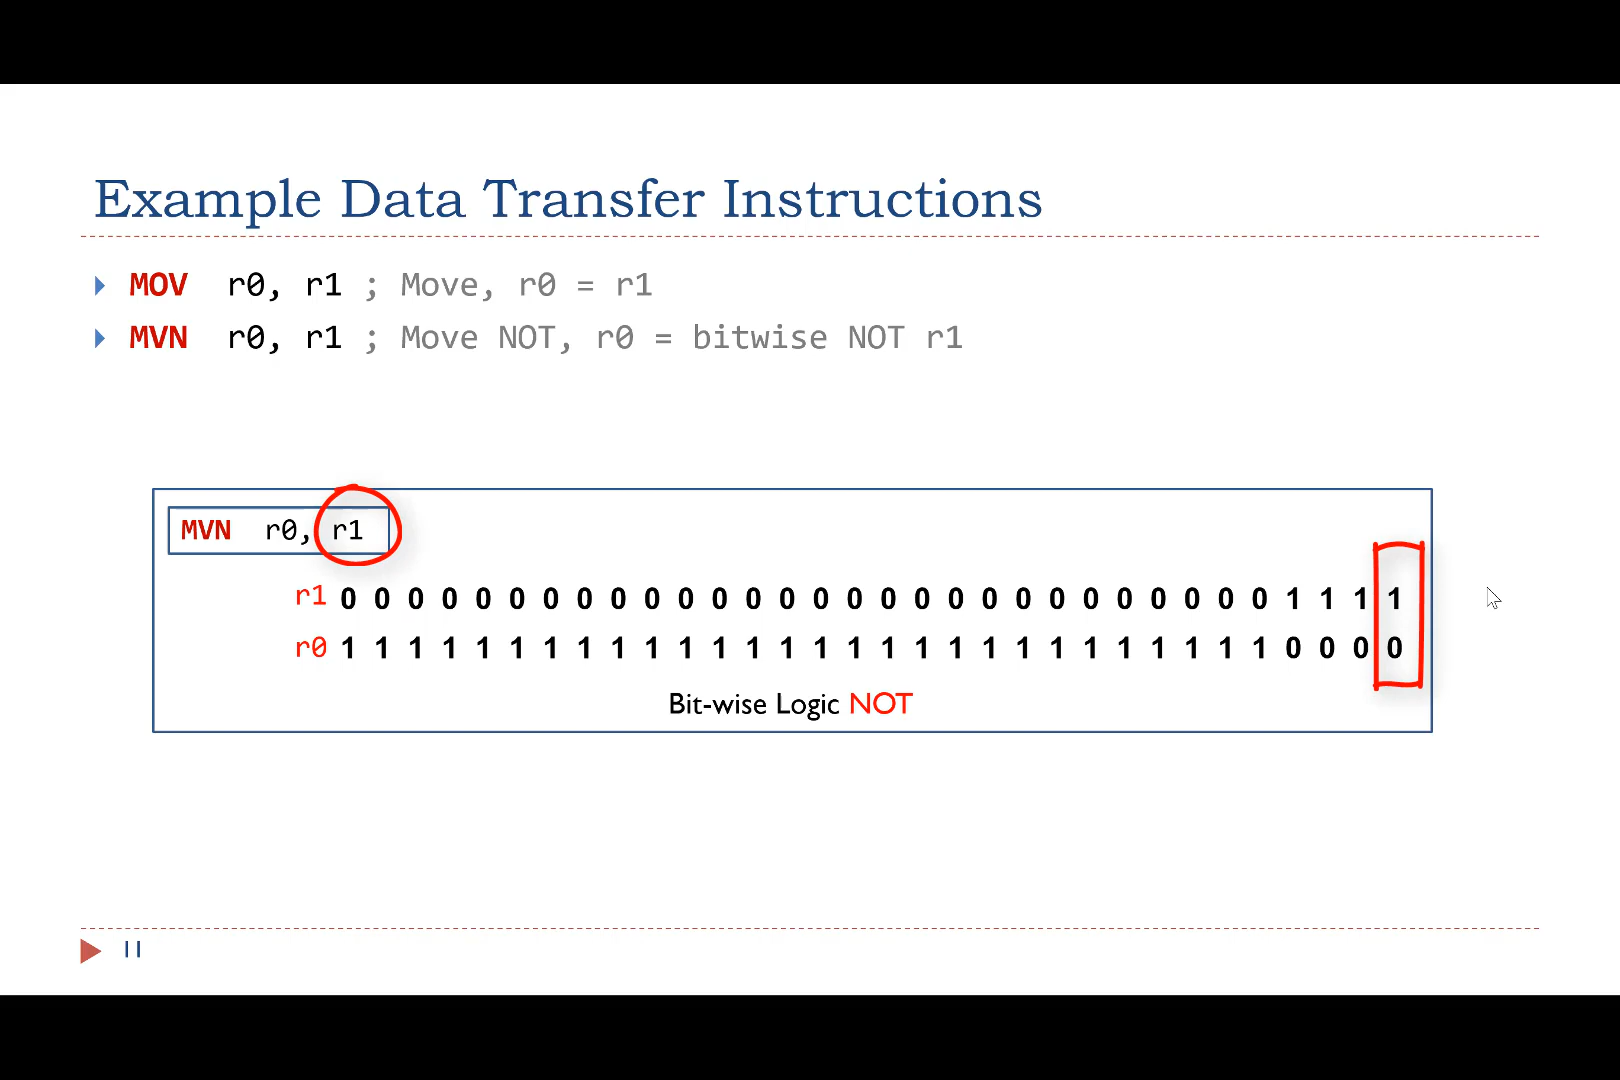 Example Data Transfer Instructions
MOV r0, r1 ; Move, r0 = r1
MVN r0, r1 ; Move NOT, r0 = bitwise NOT r1
MVN r0, r1
r1 0 0 0 0 0 0 0 0 0 0 0 0 0 0 0 0 0 0 0 0 0 0 0 0 0 0 0 0 1 1 1 1
r0 1 1 1 1 1 1 1 1 1 1 1 1 1 1 1 1 1 1 1 1 1 1 1 1 1 1 1 1 0 0 0 0
Bit-wise Logic NOT
11